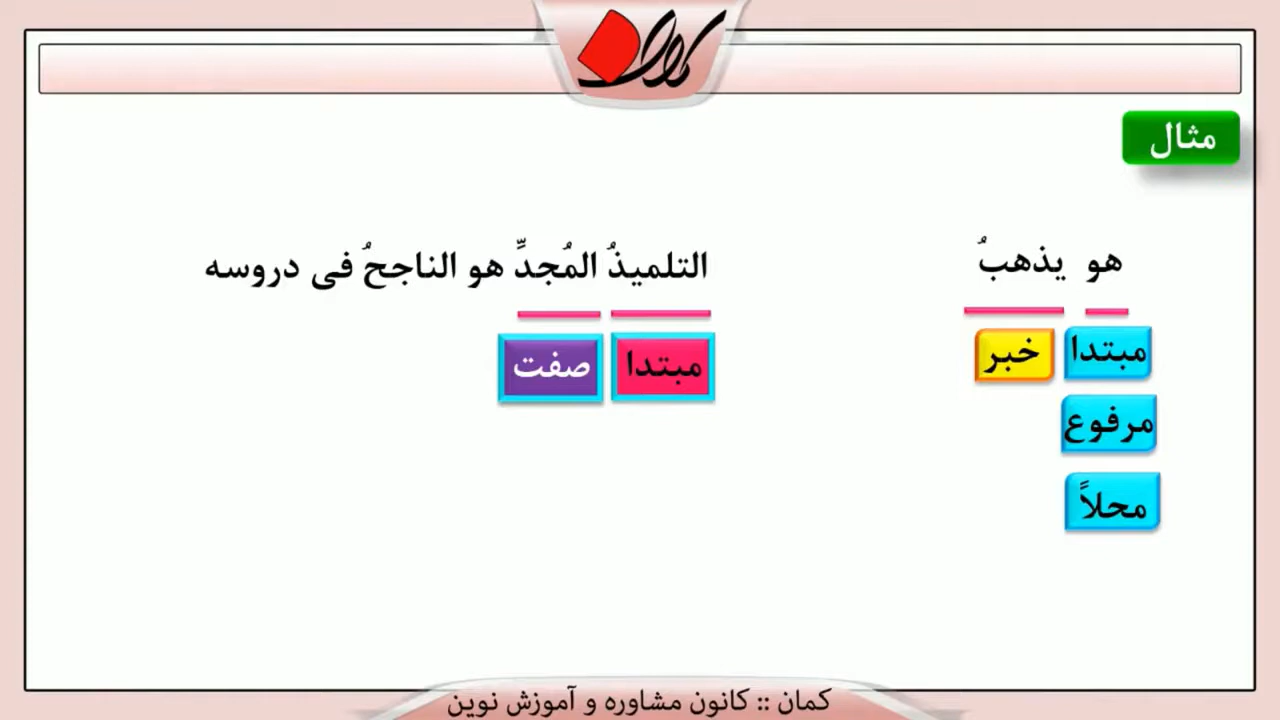 کمان
مثال
هو یذهبُ
التلمیذُ المُجدِّ هو الناجحُ فی دروسه
مبتدا خبر
مبتدا صفت
مرفوع
محلاً
کمان :: کانون مشاوره و آموزش نوین